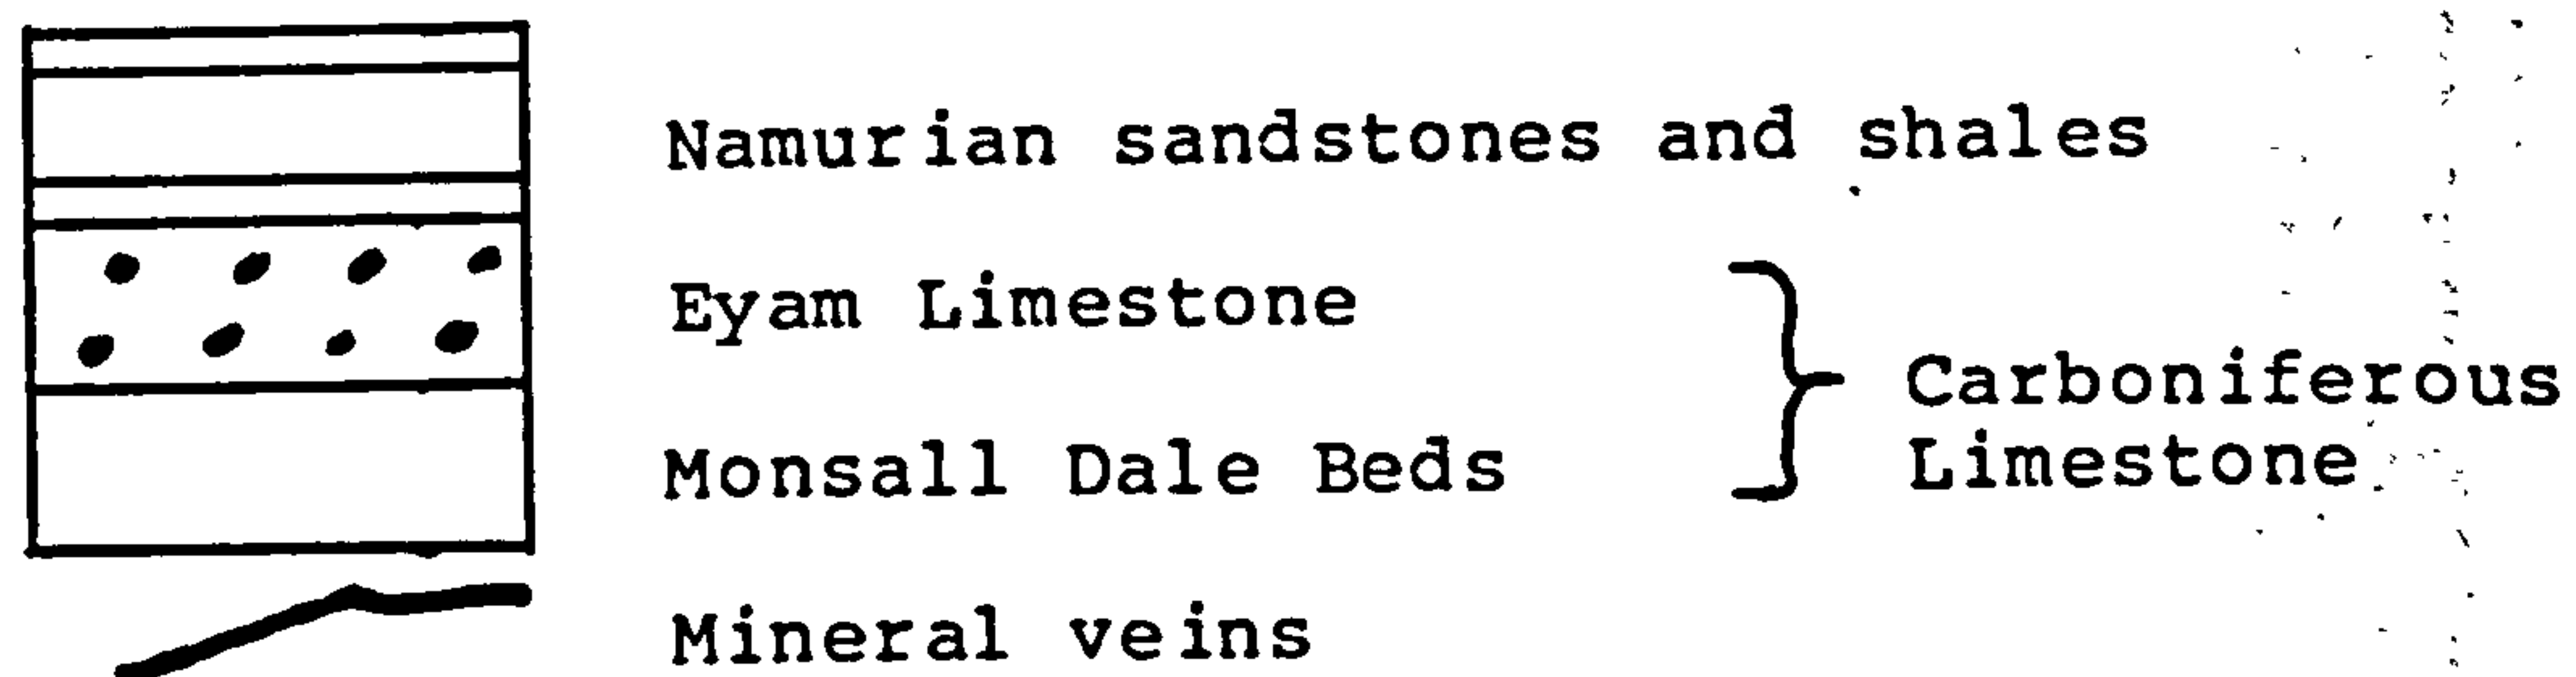 Namurian sandstones and shales
Eyam Limestone
Monsall Dale Beds
Carboniferous
Limestone
Mineral veins